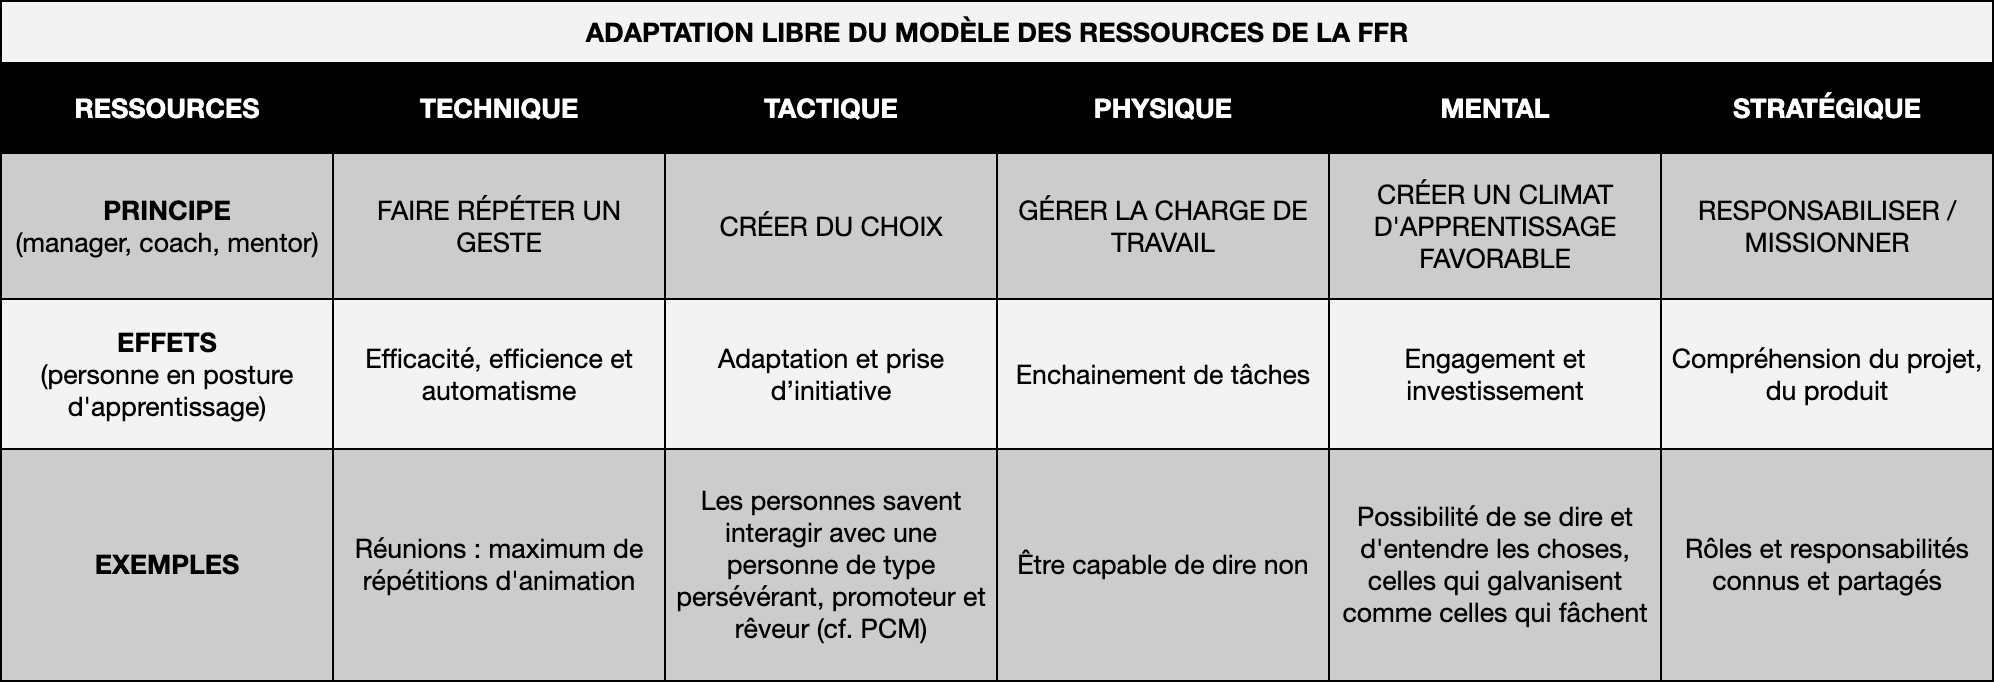 ADAPTATION LIBRE DU MODÈLE DES RESSOURCES DE LA FFR
RESSOURCES
TECHNIQUE
TACTIQUE
PHYSIQUE
MENTAL
STRATÉGIQUE
PRINCIPE
(manager, coach, mentor)
FAIRE RÉPÉTER UN
GESTE
CRÉER DU CHOIX
GÉRER LA CHARGE DE
TRAVAIL
CRÉER UN CLIMAT
D'APPRENTISSAGE
FAVORABLE
RESPONSABILISER /
MISSIONNER
EFFETS
(personne en posture
d'apprentissage)
Efficacité, efficience et
automatisme
Adaptation et prise
d’initiative
Enchainement de tâches
Engagement et
investissement
Compréhension du projet,
du produit
EXEMPLES
Réunions : maximum de
répétitions d'animation
Les personnes savent
interagir avec une
personne de type
persévérant, promoteur et
rêveur (cf. PCM)
Être capable de dire non
Possibilité de se dire et
d'entendre les choses,
celles qui galvanisent
comme celles qui fâchent
Rôles et responsabilités
connus et partagés